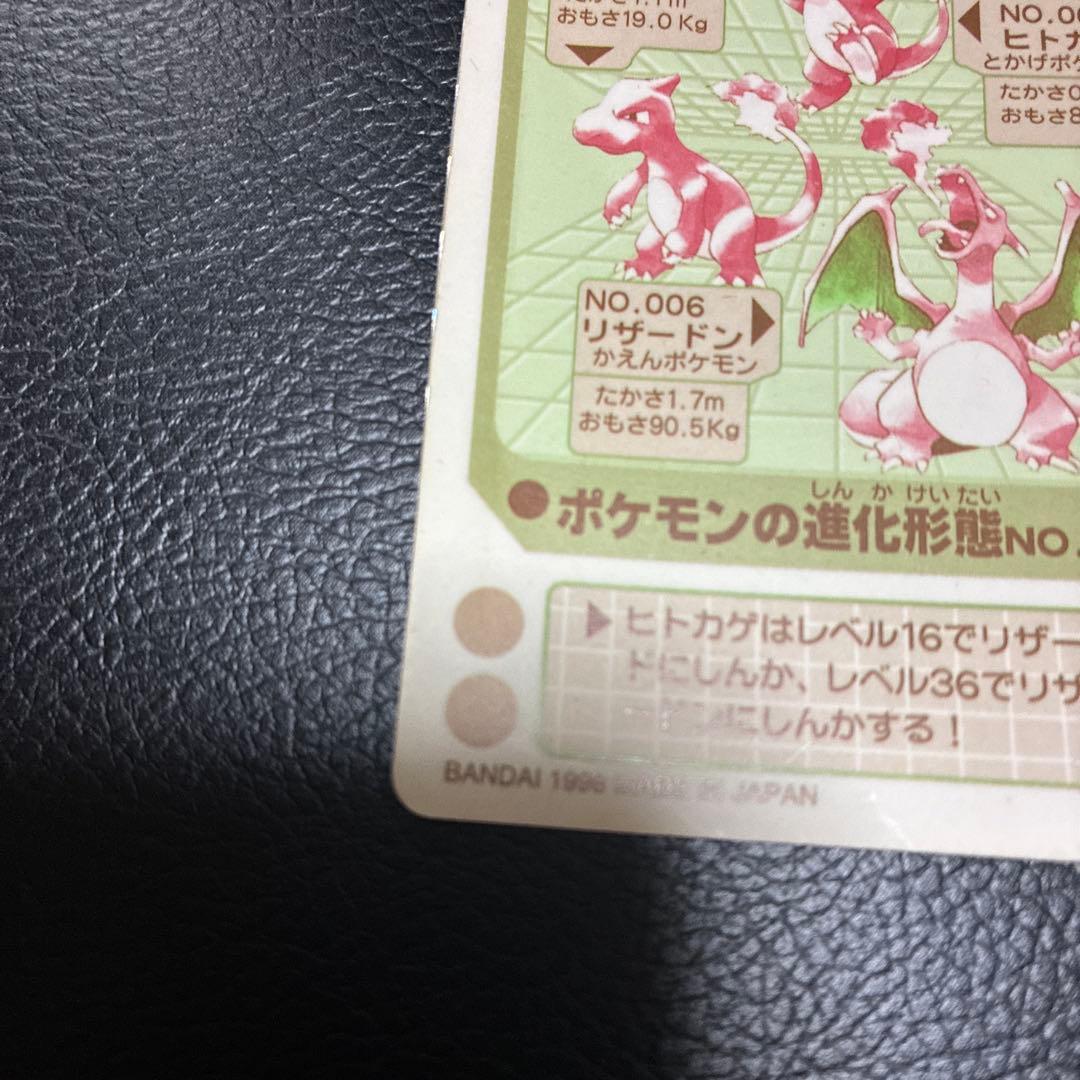 おもさ19.0Kg
NO.00
ヒトカ
とかげポケ
たかさ0
おもさ8
NO.006
リザードン
かえんポケモン
たかさ1.7m
おもさ90.5Kg
しんかけいたい
●ポケモンの進化形態NO.
▶ヒトカゲはレベル16でリザー
ドにしんか、レベル36でリザ
ードンにしんかする！
BANDAI 1996 MADE IN JAPAN